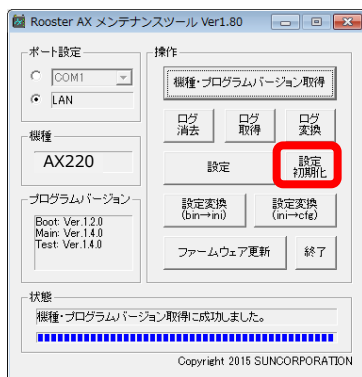 Rooster AX メンテナンスツール Ver1.80
ポート設定
COM1
LAN
機種
AX220
プログラムバージョン
Boot: Ver.1.2.0
Main: Ver.1.4.0
Test: Ver.1.4.0
操作
機種・プログラムバージョン取得
ログ
消去
ログ
取得
ログ
変換
設定
設定
初期化
設定変換
(bin→ini)
設定変換
(ini→cfg)
ファームウェア更新
終了
状態
機種・プログラムバージョン取得に成功しました。
Copyright 2015 SUNCORPORATION